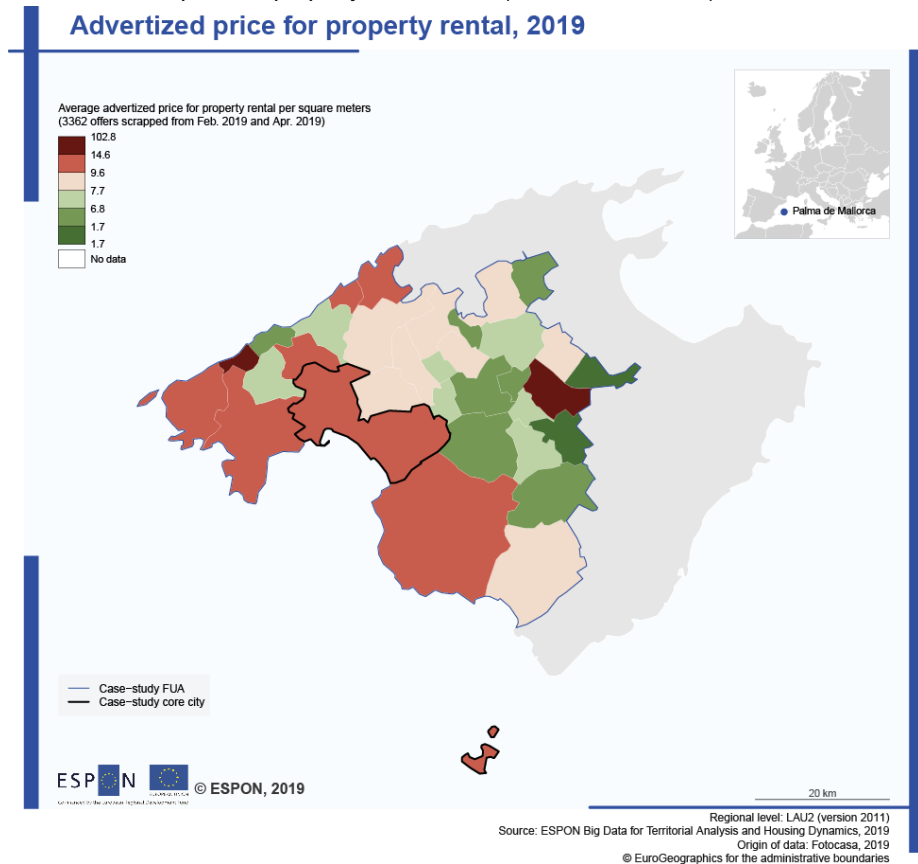 Advertized price for property rental, 2019
Average advertized price for property rental per square meters
(3362 offers scrapped from Feb. 2019 and Apr. 2019)
102.8
14.6
9.6
7.7
6.8
1.7
1.7
No data
Palma de Mallorca
Case-study FUA
Case-study core city
ESPON
© ESPON, 2019
20 km
Regional level: LAU2 (version 2011)
Source: ESPON Big Data for Territorial Analysis and Housing Dynamics, 2019
Origin of data: Fotocasa, 2019
© EuroGeographics for the administrative boundaries